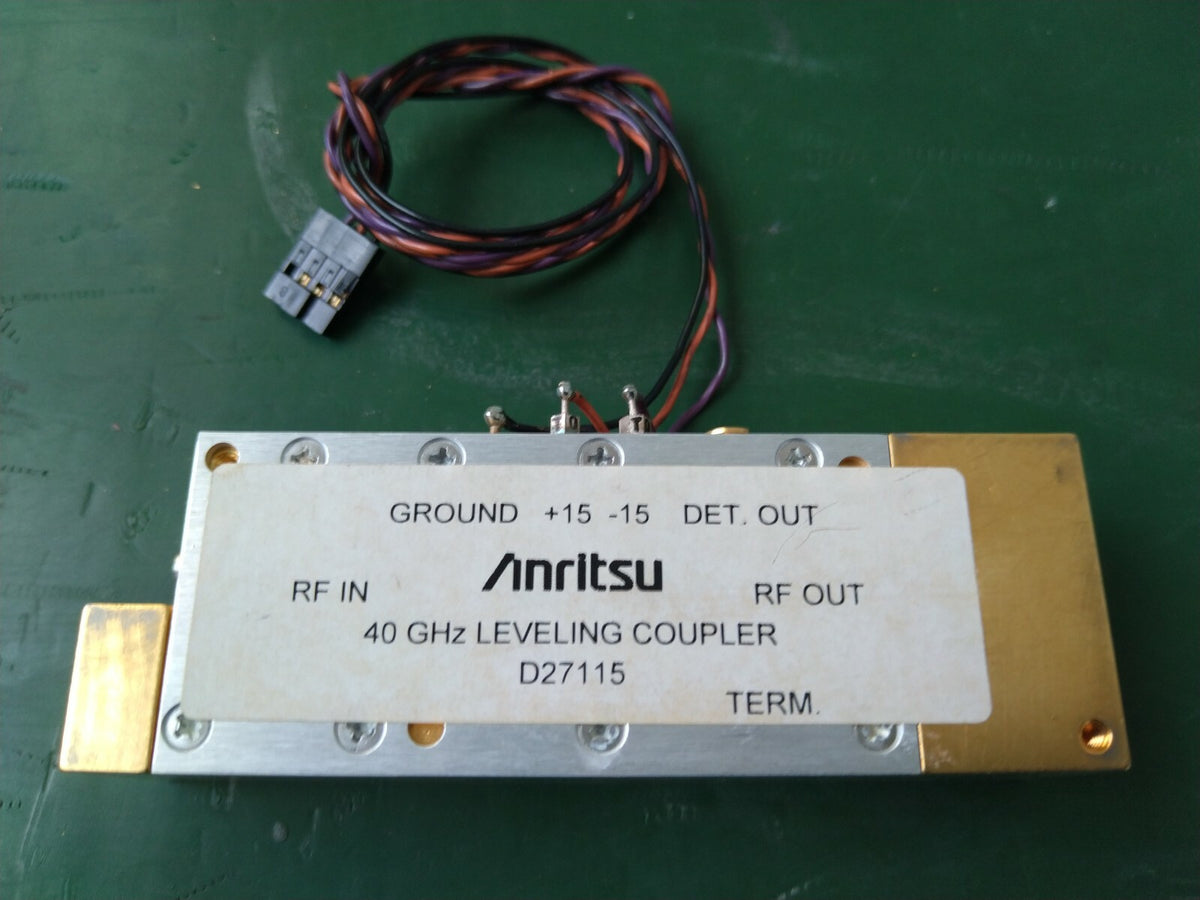 GROUND +15 -15 DET. OUT
Anritsu
RF IN RF OUT
40 GHz LEVELING COUPLER
D27115
TERM.